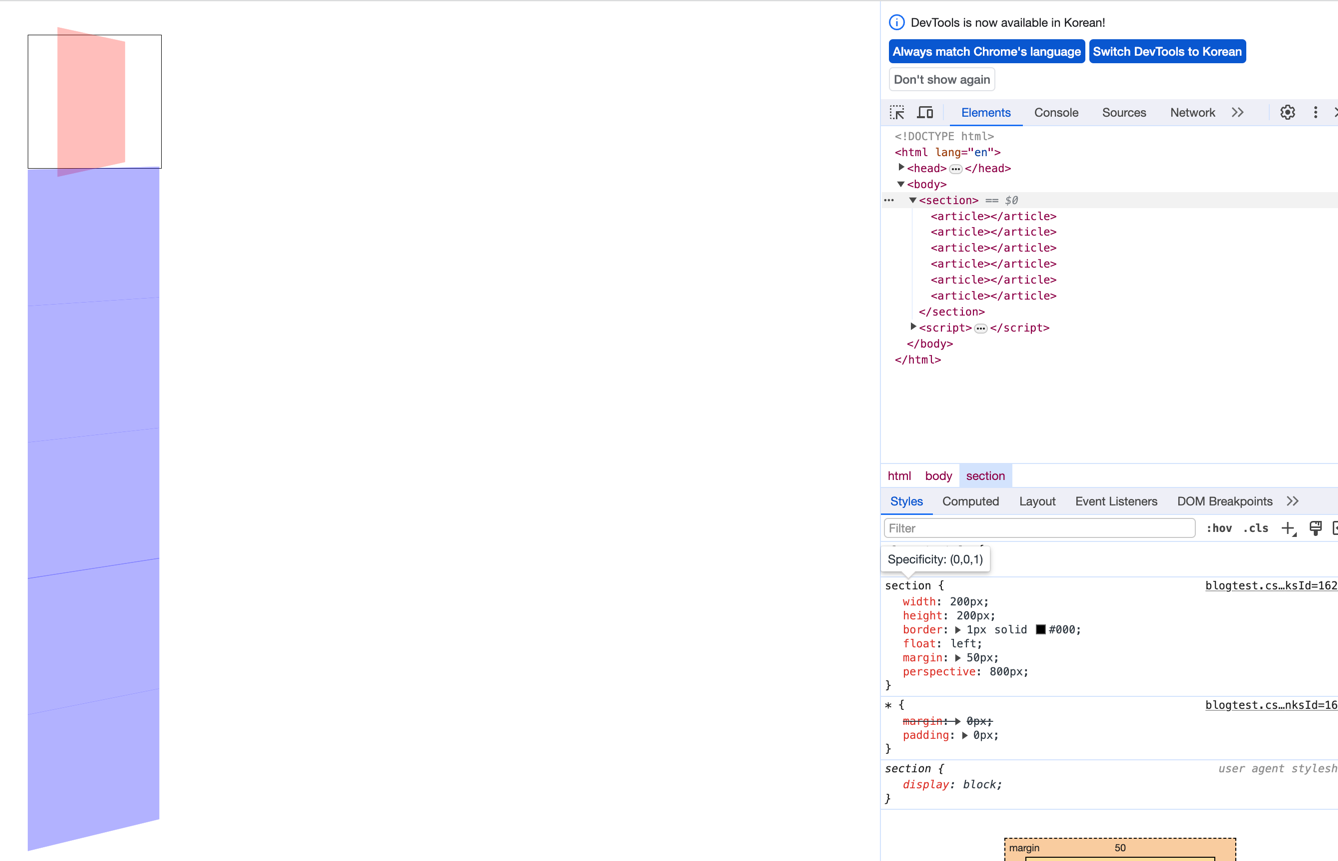 DevTools is now available in Korean!
Always match Chrome's language Switch DevTools to Korean
Don't show again
Elements Console Sources Network
<!DOCTYPE html>
<html lang="en">
<head> ... </head>
<body>
... <section> == $0
<article></article>
<article></article>
<article></article>
<article></article>
<article></article>
<article></article>
</section>
<script> ... </script>
</body>
</html>
html body section
Styles Computed Layout Event Listeners DOM Breakpoints
Filter :hov .cls
Specificity: (0,0,1)
section { blogtest.cs…ksId=162
width: 200px;
height: 200px;
border: 1px solid #000;
float: left;
margin: 50px;
perspective: 800px;
}
* { blogtest.cs…nksId=16
margin: 0px;
padding: 0px;
}
section { user agent stylesh
display: block;
}
margin 50